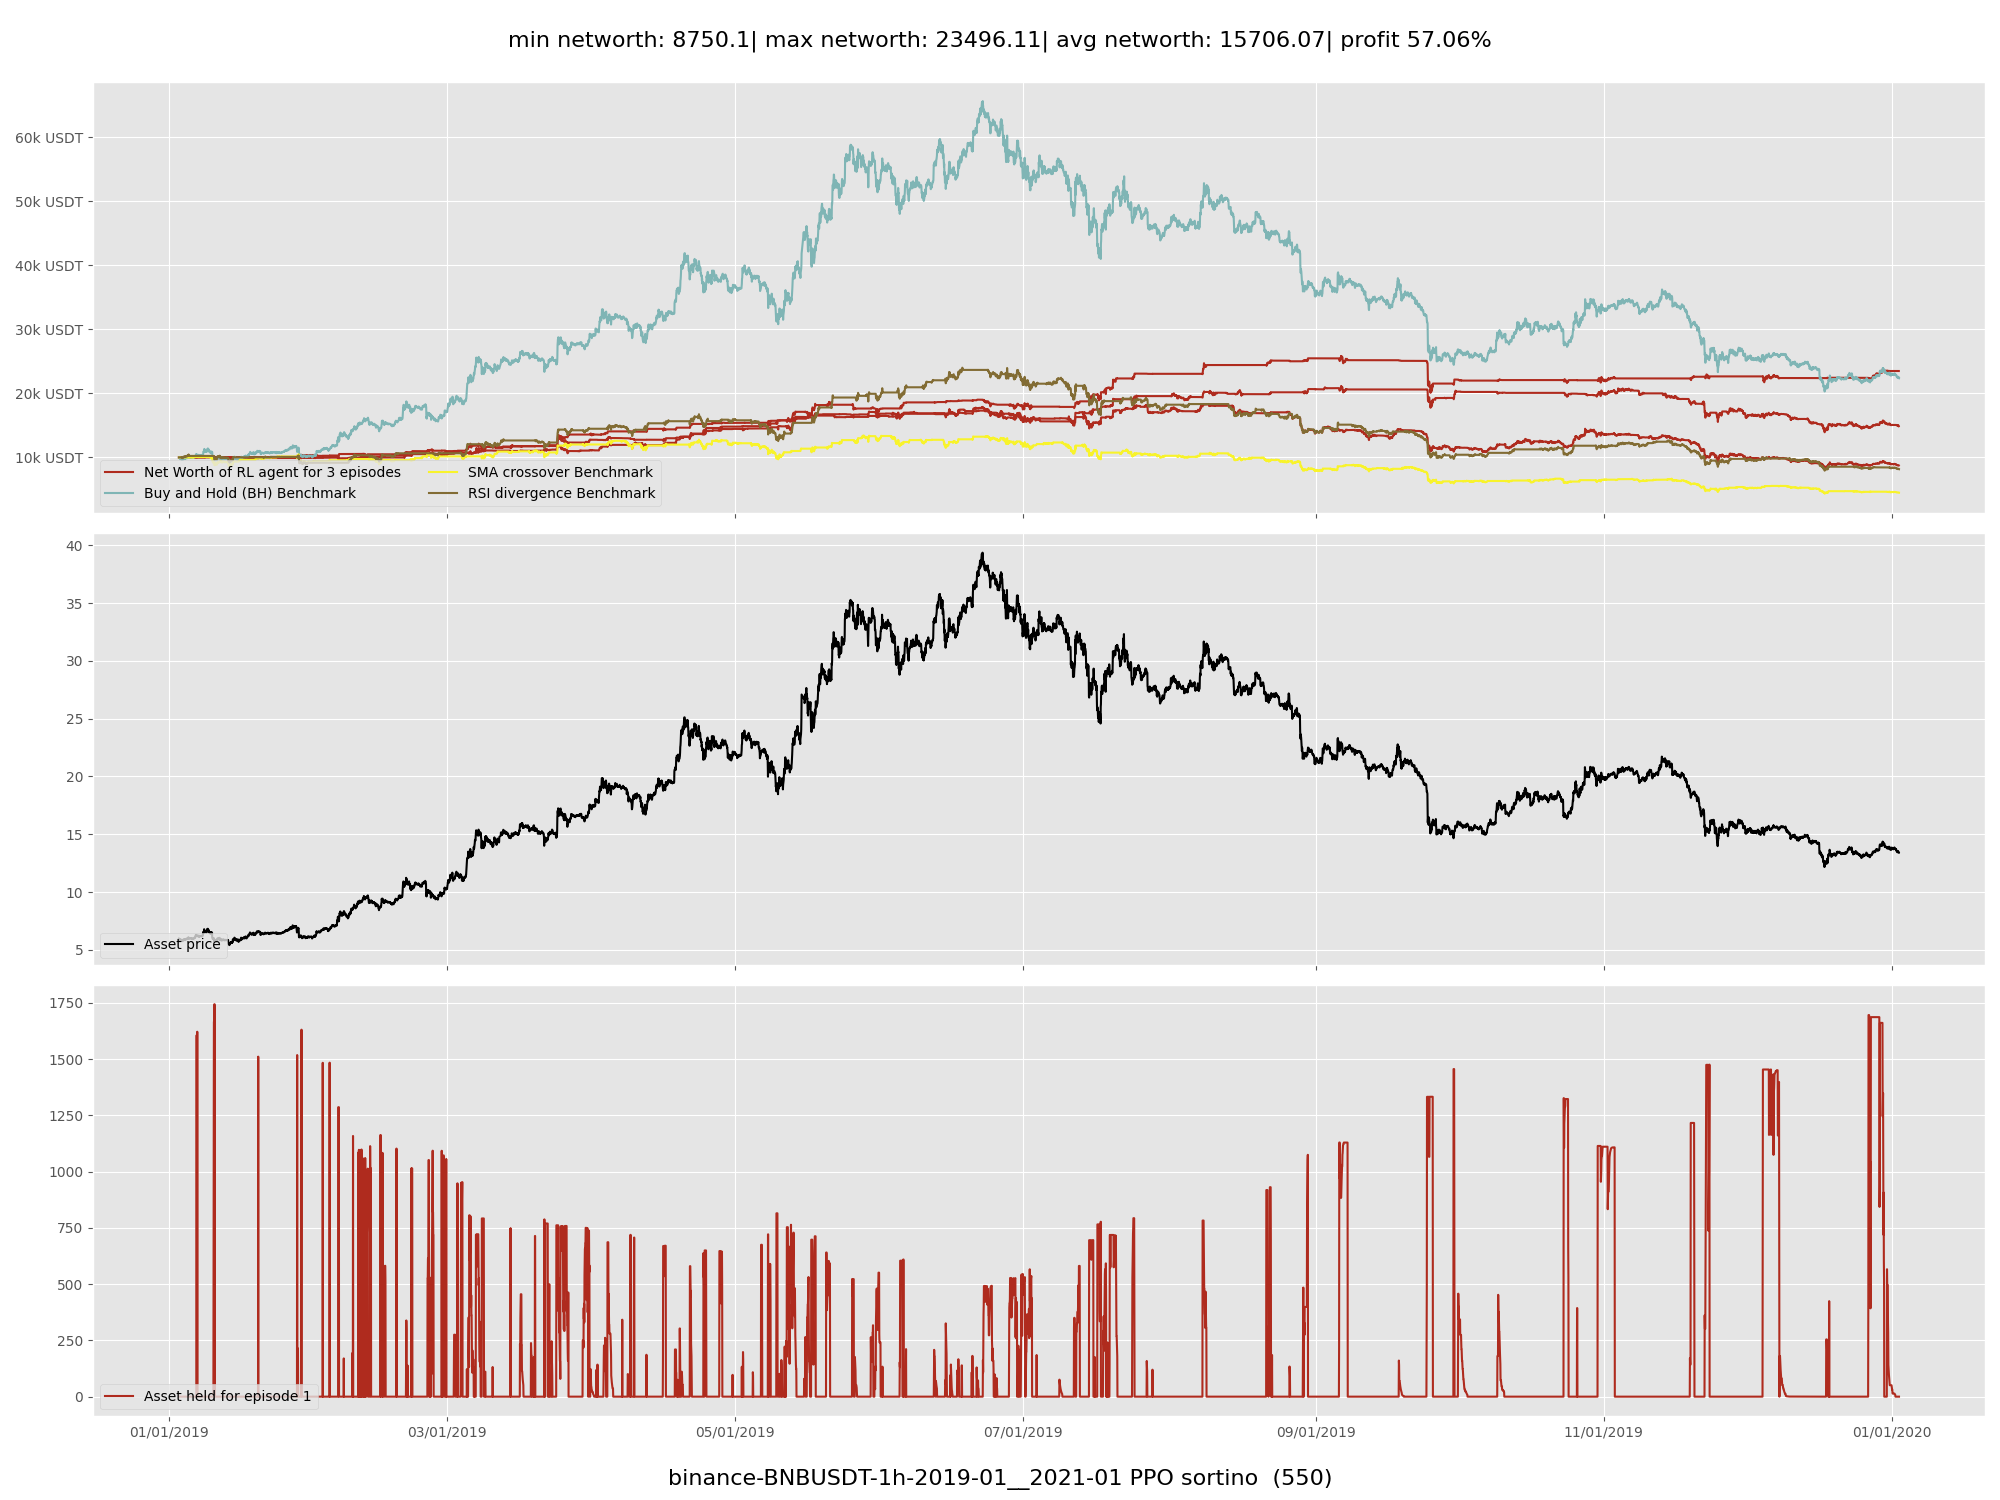 min networth: 8750.1| max networth: 23496.11| avg networth: 15706.07| profit 57.06%
60k USDT
50k USDT
40k USDT
30k USDT
20k USDT
10k USDT
Net Worth of RL agent for 3 episodes
Buy and Hold (BH) Benchmark
SMA crossover Benchmark
RSI divergence Benchmark
40
35
30
25
20
15
10
5
Asset price
1750
1500
1250
1000
750
500
250
0
Asset held for episode 1
01/01/2019 03/01/2019 05/01/2019 07/01/2019 09/01/2019 11/01/2019 01/01/2020
binance-BNBUSDT-1h-2019-01__2021-01 PPO sortino (550)